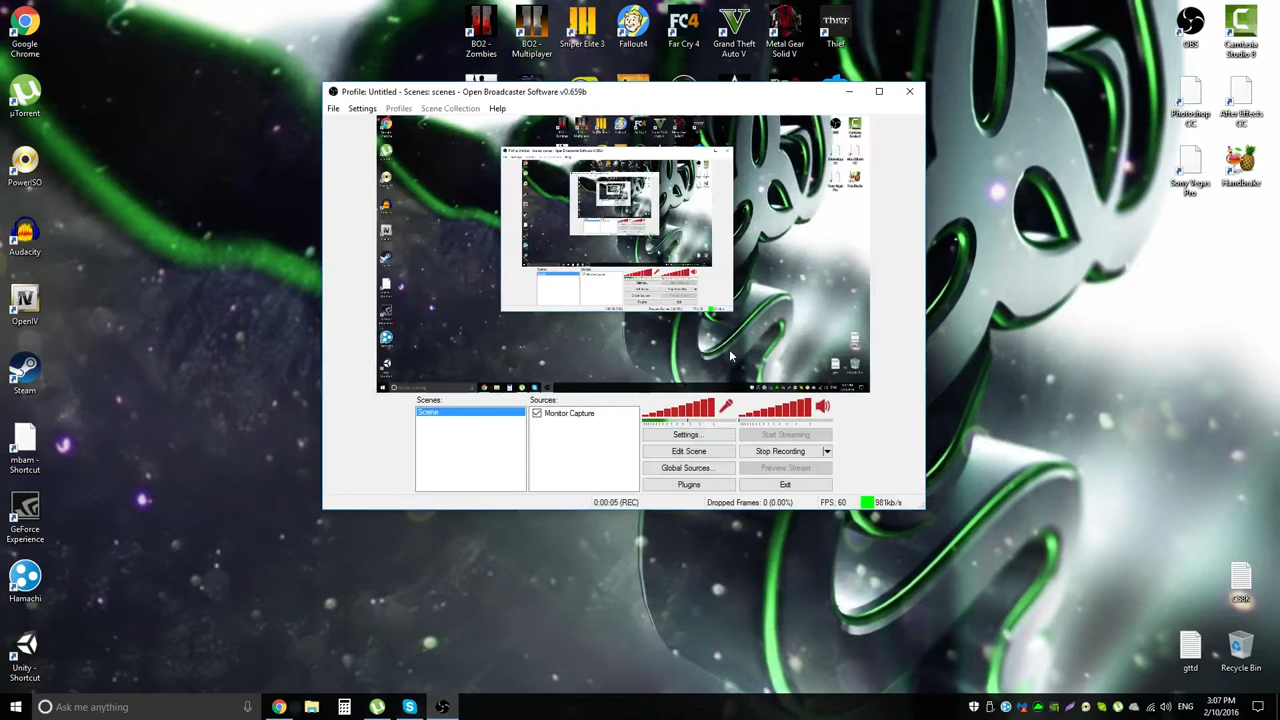 Google
Chrome
µTorrent
PowerISO
Audacity
OpenIV
Steam
mbam -
Shortcut
GeForce
Experience
Hamachi
Unity -
Shortcut
BO2 -
Zombies
BO2 -
Multiplayer
Sniper Elite 3
Fallout4
Far Cry 4
Grand Theft
Auto V
Metal Gear
Solid V
Thief
OBS
Camtasia
Studio 8
Photoshop
CC
After Effects
CC
Sony Vegas
Pro
Handbrake
Profile: Untitled - Scenes: scenes - Open Broadcaster Software v0.659b
File Settings Profiles Scene Collection Help
Scenes:
Scene
Sources:
Monitor Capture
Settings...
Start Streaming
Edit Scene
Stop Recording
Global Sources...
Preview Stream
Plugins
Exit
0:00:05 (REC)
Dropped Frames: 0 (0.00%)
FPS: 60
981kb/s
gttd
Recycle Bin
Ask me anything
ENG
3:07 PM
2/10/2016